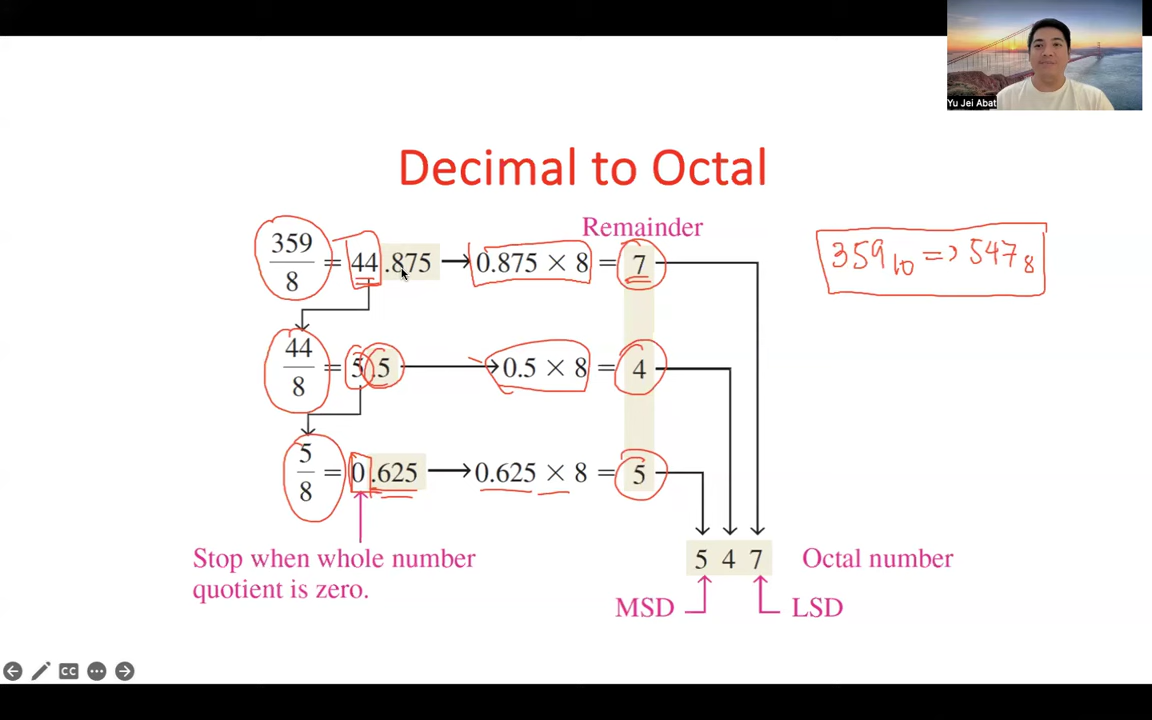 Yu Jei Abat
Decimal to Octal
Remainder
359/8 = 44.875 → 0.875 × 8 = 7
359₁₀ => 547₈
44/8 = 5.5 → 0.5 × 8 = 4
5/8 = 0.625 → 0.625 × 8 = 5
Stop when whole number
quotient is zero.
5 4 7 Octal number
MSD LSD
CC